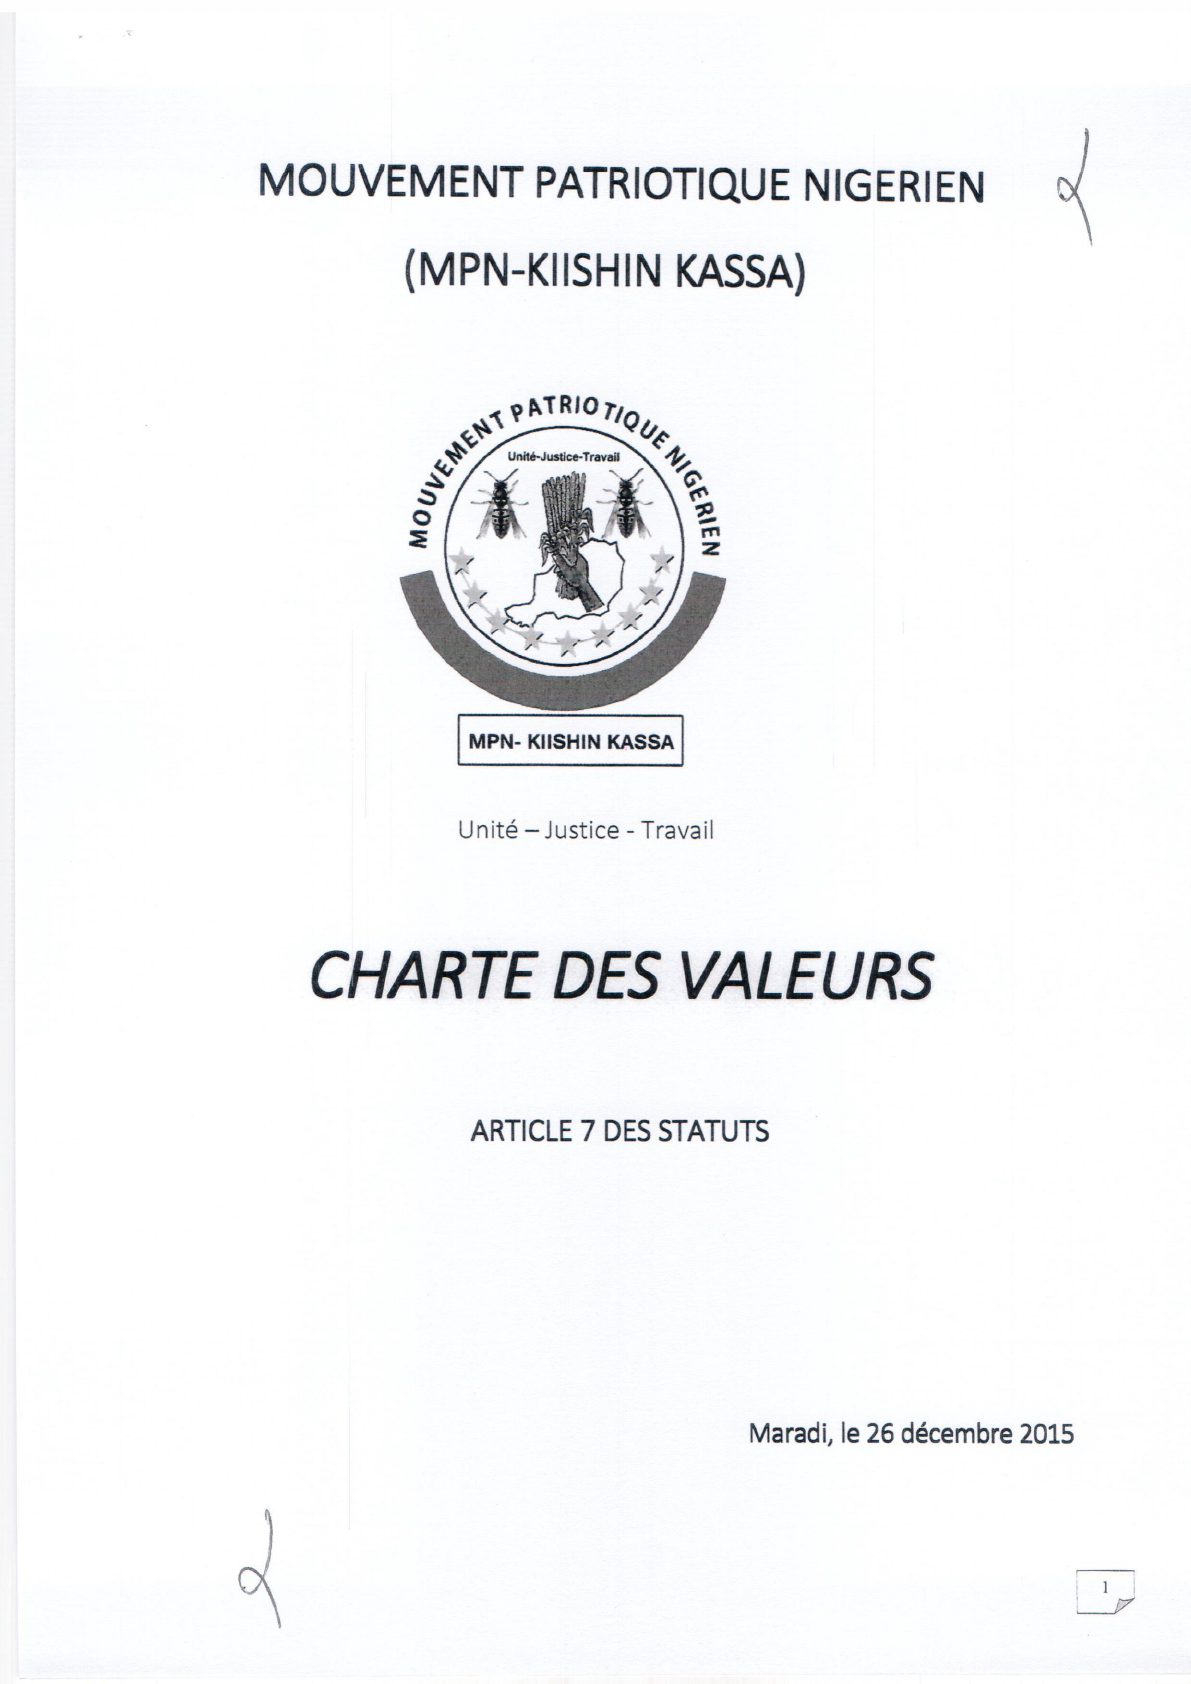 MOUVEMENT PATRIOTIQUE NIGERIEN
(MPN-KIISHIN KASSA)
MOUVEMENT PATRIOTIQUE NIGERIEN
Unité-Justice-Travail
MPN- KIISHIN KASSA
Unité – Justice - Travail
CHARTE DES VALEURS
ARTICLE 7 DES STATUTS
Maradi, le 26 décembre 2015
1